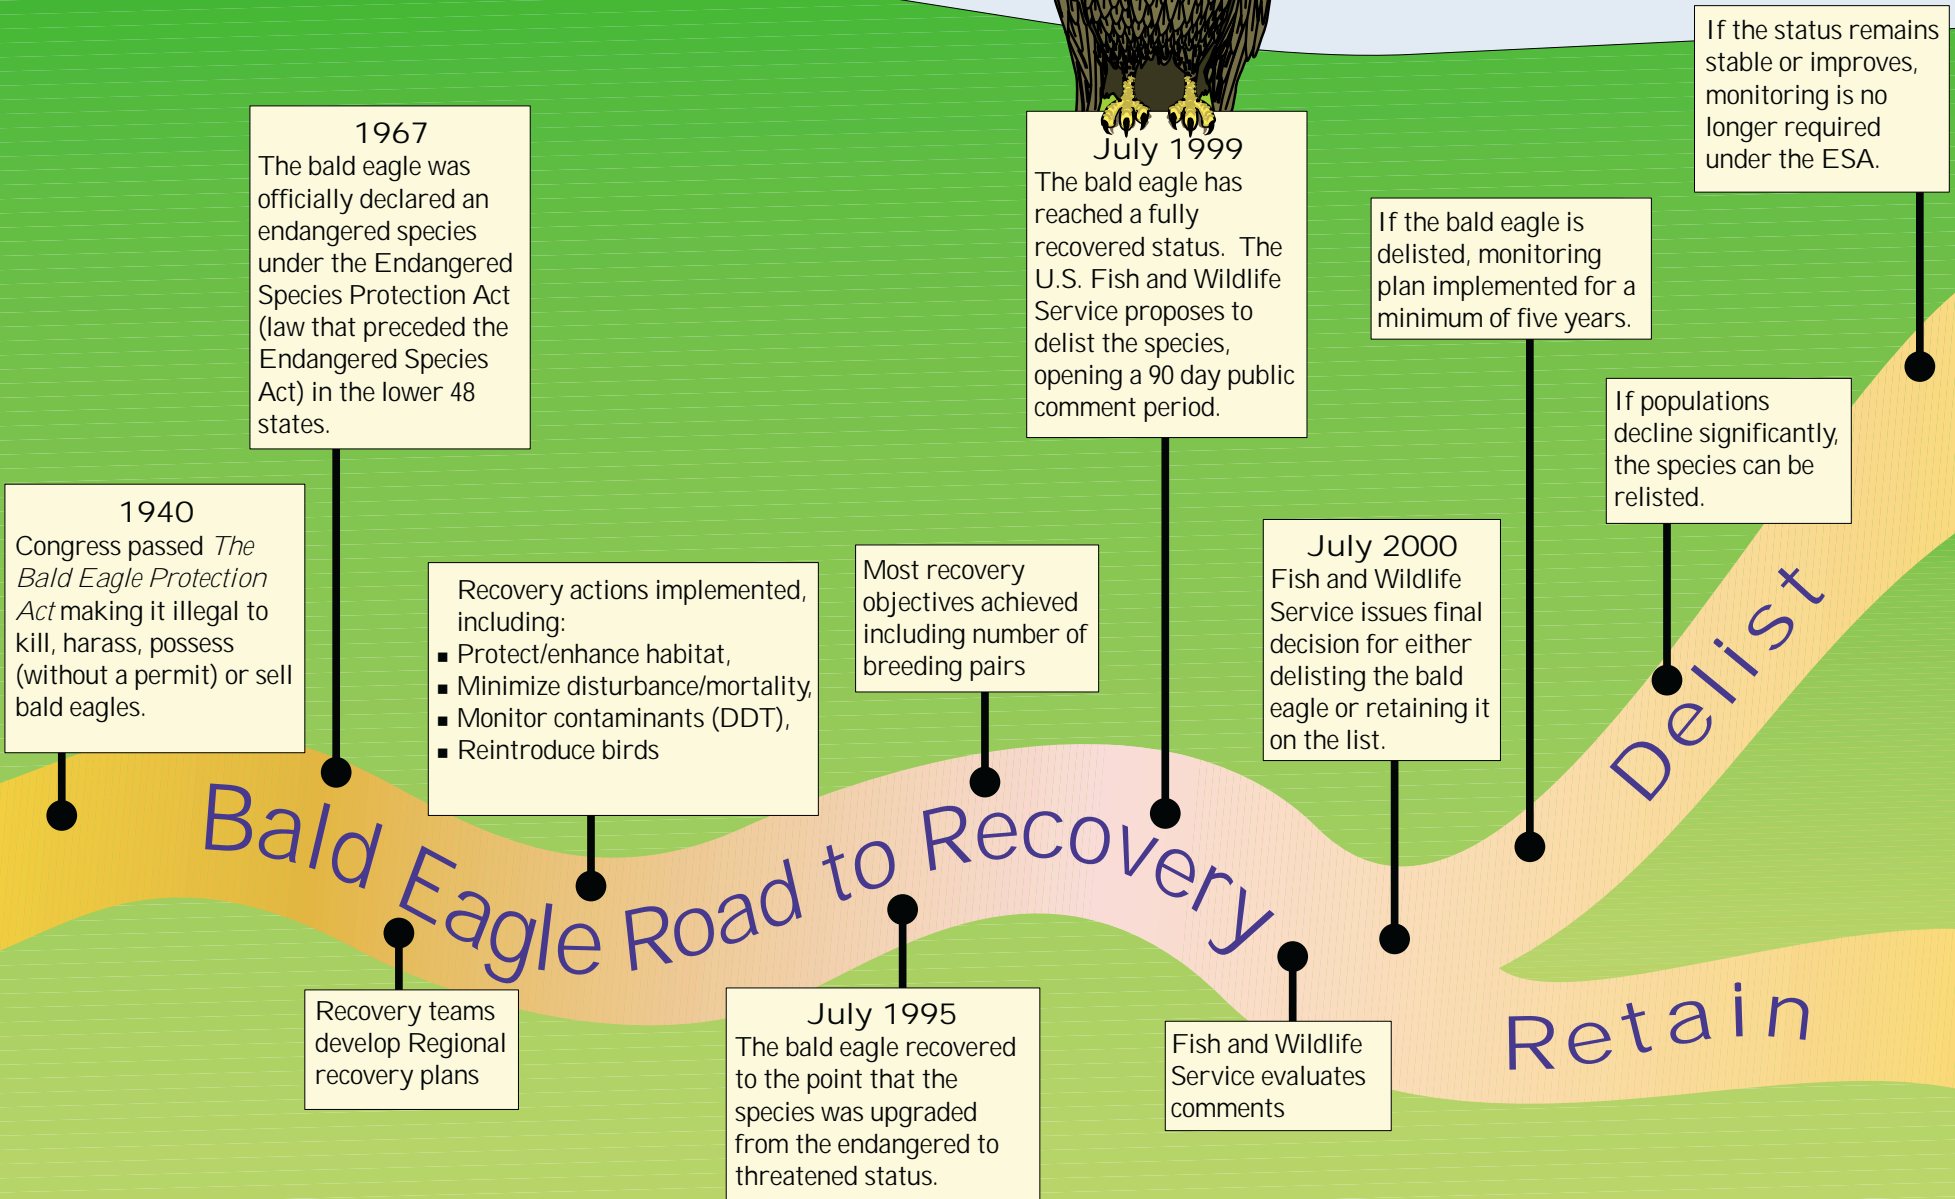 1940
Congress passed The
Bald Eagle Protection
Act making it illegal to
kill, harass, possess
(without a permit) or sell
bald eagles.
1967
The bald eagle was
officially declared an
endangered species
under the Endangered
Species Protection Act
(law that preceded the
Endangered Species
Act) in the lower 48
states.
Recovery teams
develop Regional
recovery plans
Recovery actions implemented,
including:
▪ Protect/enhance habitat,
▪ Minimize disturbance/mortality,
▪ Monitor contaminants (DDT),
▪ Reintroduce birds
July 1995
The bald eagle recovered
to the point that the
species was upgraded
from the endangered to
threatened status.
Most recovery
objectives achieved
including number of
breeding pairs
July 1999
The bald eagle has
reached a fully
recovered status. The
U.S. Fish and Wildlife
Service proposes to
delist the species,
opening a 90 day public
comment period.
Fish and Wildlife
Service evaluates
comments
July 2000
Fish and Wildlife
Service issues final
decision for either
delisting the bald
eagle or retaining it
on the list.
If the bald eagle is
delisted, monitoring
plan implemented for a
minimum of five years.
If populations
decline significantly,
the species can be
relisted.
If the status remains
stable or improves,
monitoring is no
longer required
under the ESA.
Bald Eagle Road to Recovery
Delist
Retain